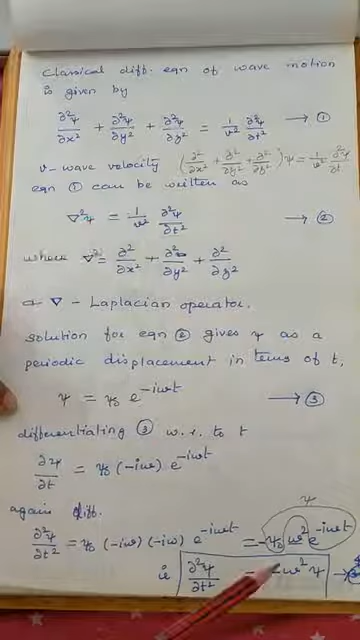 Classical diff. eqn of wave motion
is given by
∂²ψ/∂x² + ∂²ψ/∂y² + ∂²ψ/∂z² = 1/v² ∂²ψ/∂t² → ①
v - wave velocity (∂²/∂x² + ∂²/∂y² + ∂²/∂z²) ψ = 1/v² ∂²ψ/∂t
eqn ① can be written as
∇²ψ = 1/v² ∂²ψ/∂t² → ②
where ∇² = ∂²/∂x² + ∂²/∂y² + ∂²/∂z²
∇ - Laplacian operator.
solution for eqn ② gives ψ as a
periodic displacement in terms of t,
ψ = ψ₀ e^{-iωt} → ③
differentiating ③ w.r. to t
∂ψ/∂t = ψ₀ (-iω) e^{-iωt}
again diff. ψ
∂²ψ/∂t² = ψ₀ (-iω) (-iω) e^{-iωt} = -ψ₀ ω² e^{-iωt}
ie ∂²ψ/∂t² = -ω² ψ →